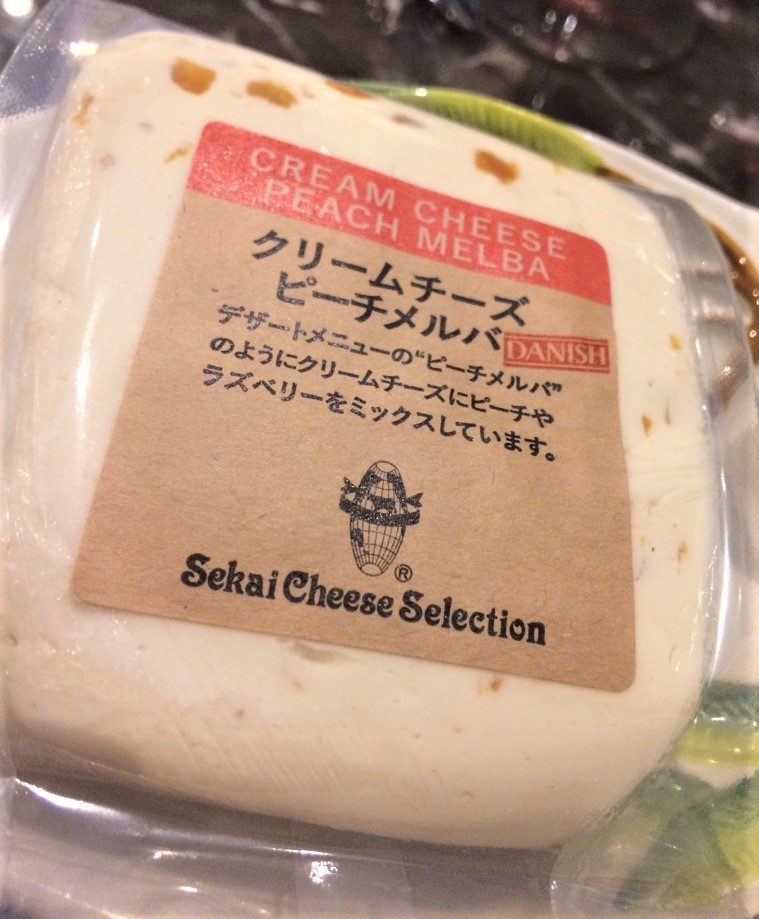 CREAM CHEESE
PEACH MELBA
クリームチーズ
ピーチメルバ
DANISH
デザートメニューの“ピーチメルバ”
のようにクリームチーズにピーチや
ラズベリーをミックスしています。
®
Sekai Cheese Selection